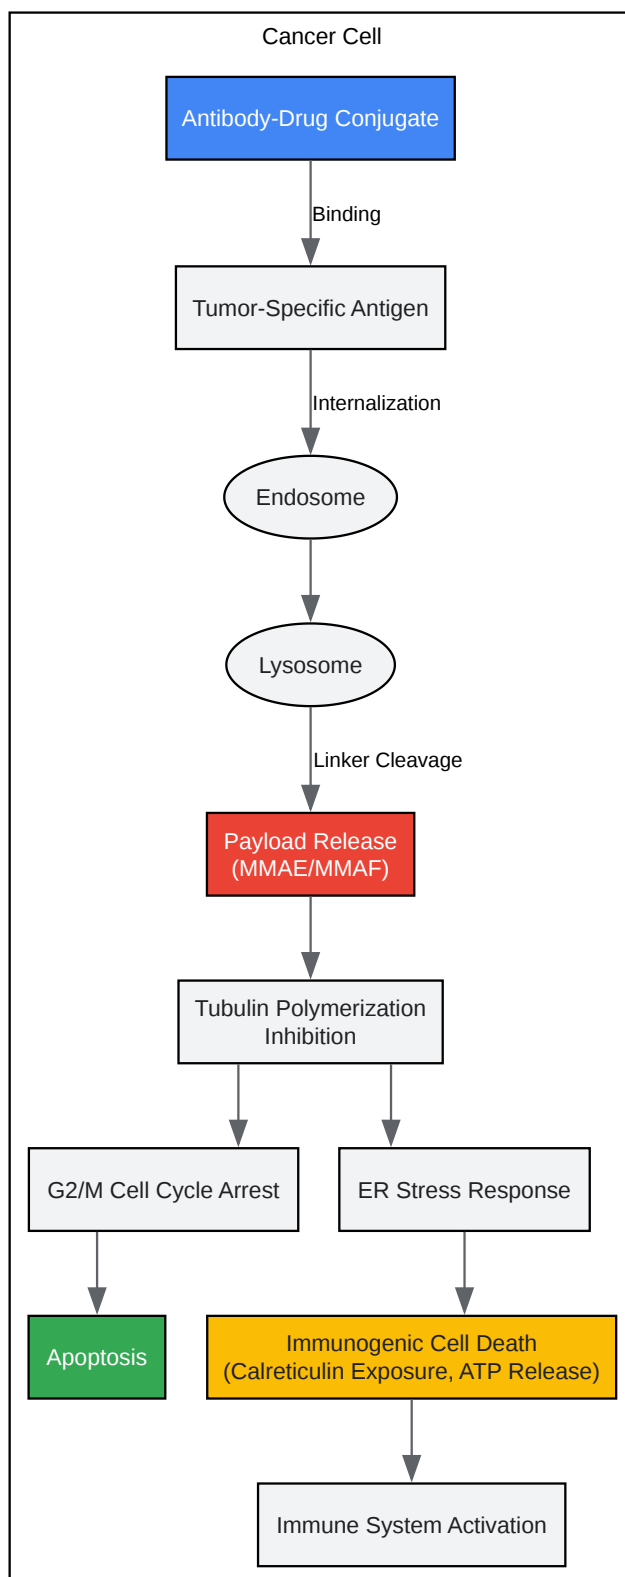 Cancer Cell
Antibody-Drug Conjugate
Binding
Tumor-Specific Antigen
Internalization
Endosome
Lysosome
Linker Cleavage
Payload Release
(MMAE/MMAF)
Tubulin Polymerization
Inhibition
G2/M Cell Cycle Arrest
ER Stress Response
Apoptosis
Immunogenic Cell Death
(Calreticulin Exposure, ATP Release)
Immune System Activation